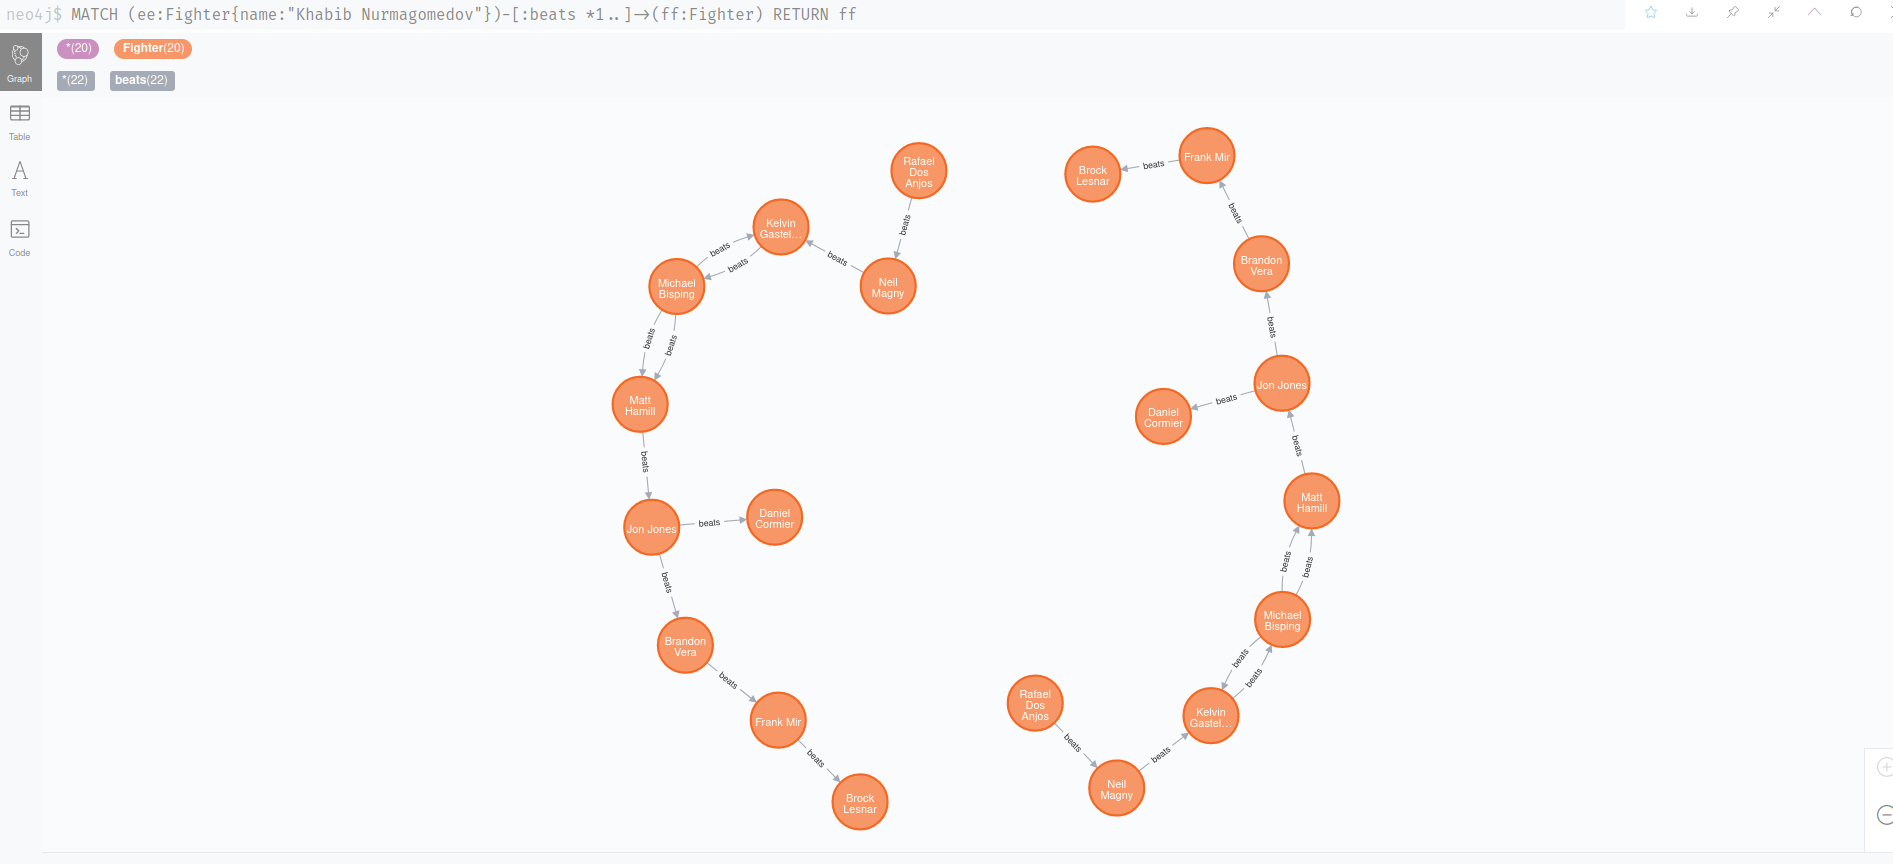 neo4j$ MATCH (ee:Fighter{name:"Khabib Nurmagomedov"})-[:beats *1..]->(ff:Fighter) RETURN ff
*(20) Fighter(20)
*(22) beats(22)
Graph
Table
Text
Code
Rafael
Dos
Anjos
beats
Neil
Magny
beats
Kelvin
Gastel...
beats
beats
Michael
Bisping
beats
beats
Matt
Hamill
beats
Jon Jones
beats
Daniel
Cormier
beats
Brandon
Vera
beats
Frank Mir
beats
Brock
Lesnar
Brock
Lesnar
beats
Frank Mir
beats
Brandon
Vera
beats
Jon Jones
beats
Daniel
Cormier
beats
Matt
Hamill
beats
beats
Michael
Bisping
beats
beats
Kelvin
Gastel...
beats
Neil
Magny
beats
Rafael
Dos
Anjos